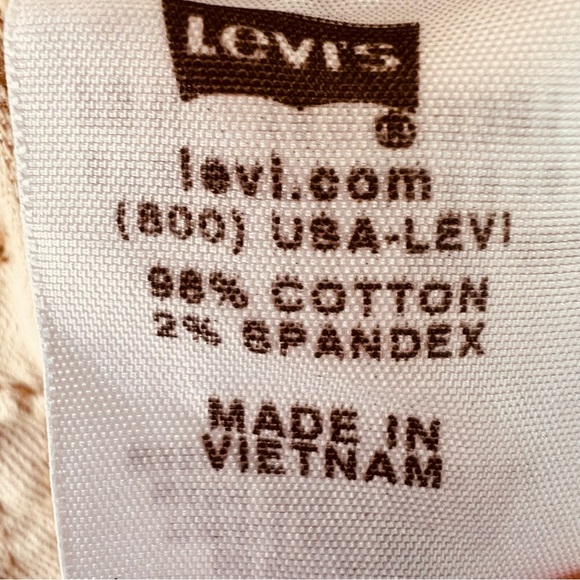 Levi's
®
levi.com
(800) USA-LEVI
98% COTTON
2% SPANDEX
MADE IN
VIETNAM